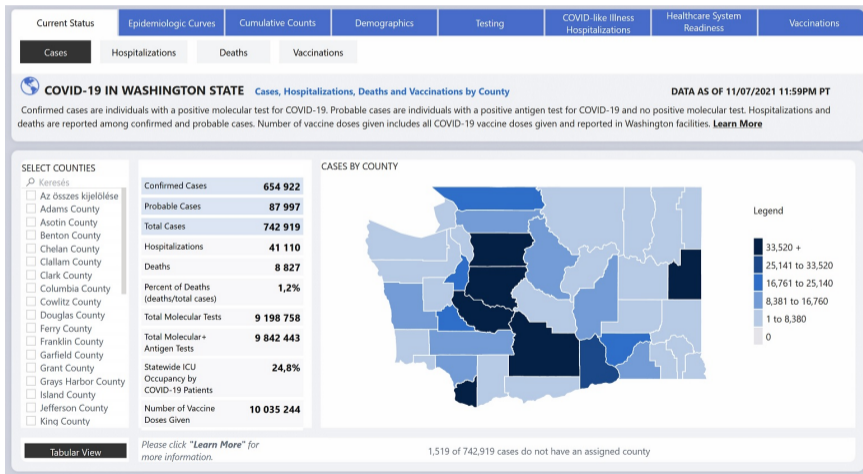 Current Status
Epidemiologic Curves
Cumulative Counts
Demographics
Testing
COVID-like Illness
Hospitalizations
Healthcare System
Readiness
Vaccinations
Cases
Hospitalizations
Deaths
Vaccinations
COVID-19 IN WASHINGTON STATE Cases, Hospitalizations, Deaths and Vaccinations by County DATA AS OF 11/07/2021 11:59PM PT
Confirmed cases are individuals with a positive molecular test for COVID-19. Probable cases are individuals with a positive antigen test for COVID-19 and no positive molecular test. Hospitalizations and
deaths are reported among confirmed and probable cases. Number of vaccine doses given includes all COVID-19 vaccine doses given and reported in Washington facilities. Learn More
SELECT COUNTIES
Keresés
Az összes kijelölése
Adams County
Asotin County
Benton County
Chelan County
Clallam County
Clark County
Columbia County
Cowlitz County
Douglas County
Ferry County
Franklin County
Garfield County
Grant County
Grays Harbor County
Island County
Jefferson County
King County
Confirmed Cases 654 922
Probable Cases 87 997
Total Cases 742 919
Hospitalizations 41 110
Deaths 8 827
Percent of Deaths
(deaths/total cases) 1,2%
Total Molecular Tests 9 198 758
Total Molecular+
Antigen Tests 9 842 443
Statewide ICU
Occupancy by
COVID-19 Patients 24,8%
Number of Vaccine
Doses Given 10 035 244
CASES BY COUNTY
Legend
33,520 +
25,141 to 33,520
16,761 to 25,140
8,381 to 16,760
1 to 8,380
0
Tabular View
Please click "Learn More" for
more information.
1,519 of 742,919 cases do not have an assigned county